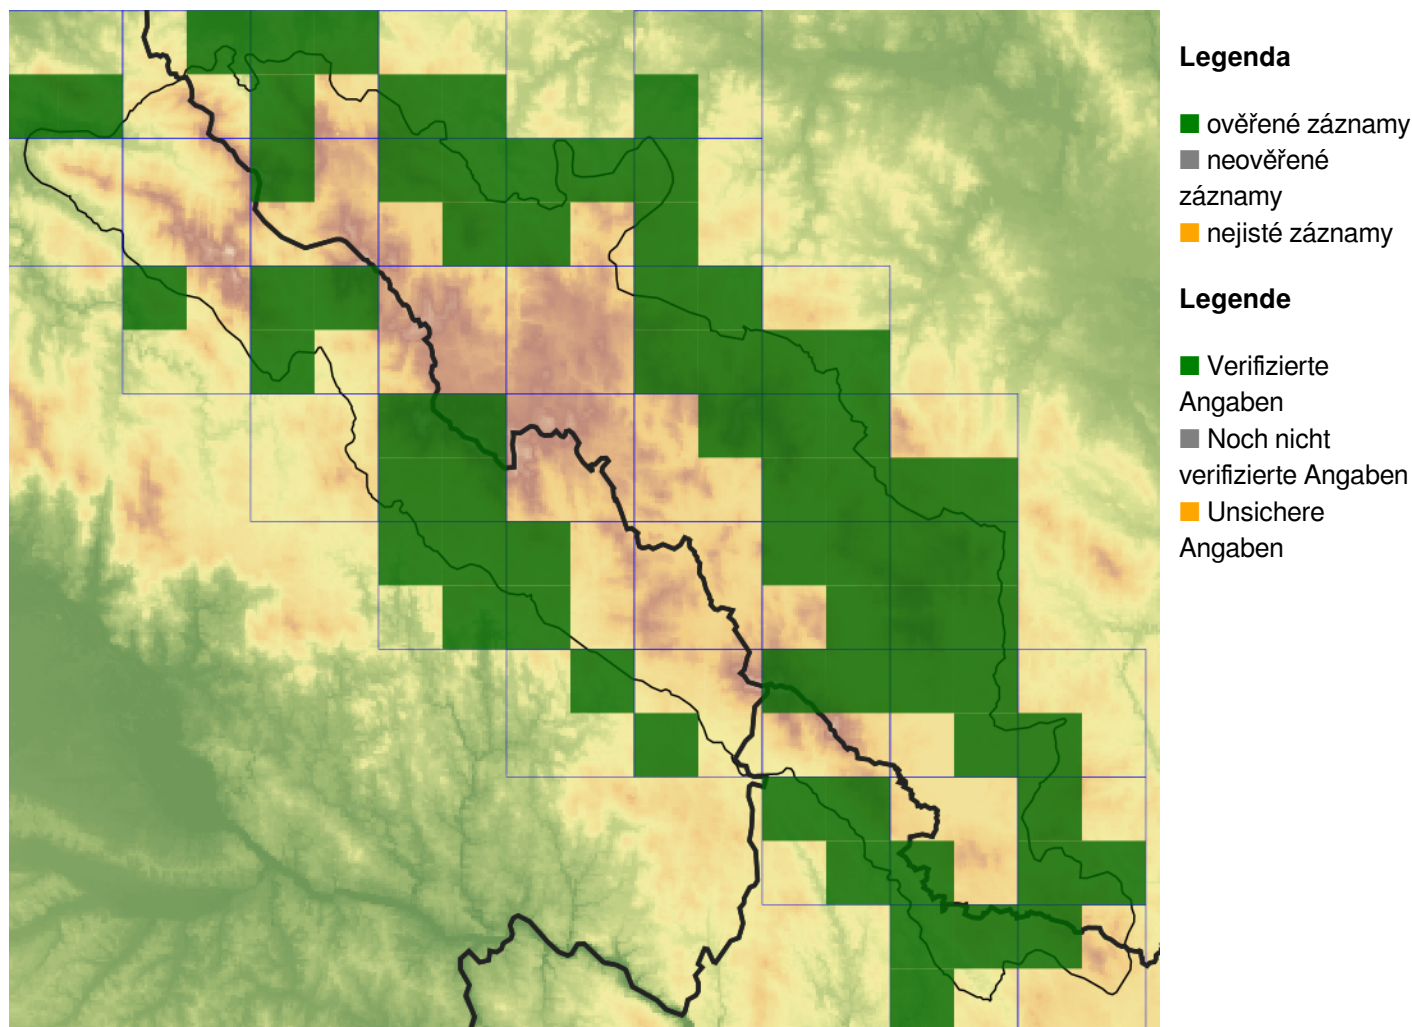 Legenda
ověřené záznamy
neověřené
záznamy
nejisté záznamy
Legende
Verifizierte
Angaben
Noch nicht
verifizierte Angaben
Unsichere
Angaben